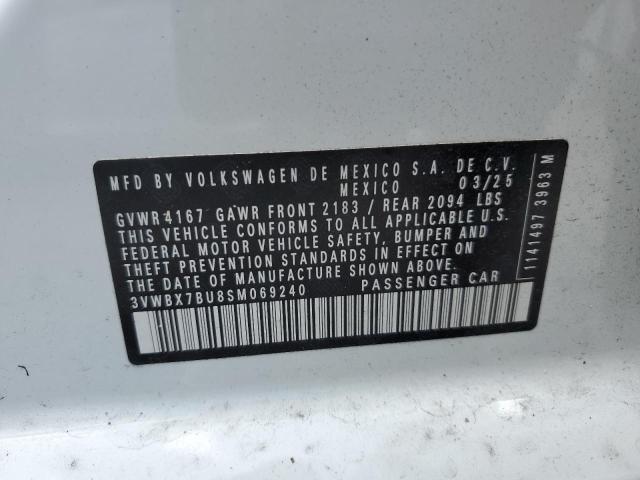 MFD BY VOLKSWAGEN DE MEXICO S.A. DE C.V.
MEXICO 03/25
GVWR 4167 GAWR FRONT 2183 / REAR 2094 LBS
THIS VEHICLE CONFORMS TO ALL APPLICABLE U.S.
FEDERAL MOTOR VEHICLE SAFETY, BUMPER AND
THEFT PREVENTION STANDARDS IN EFFECT ON
THE DATE OF MANUFACTURE SHOWN ABOVE.
3VWBX7BU8SM069240 PASSENGER CAR
1141497 3963 M